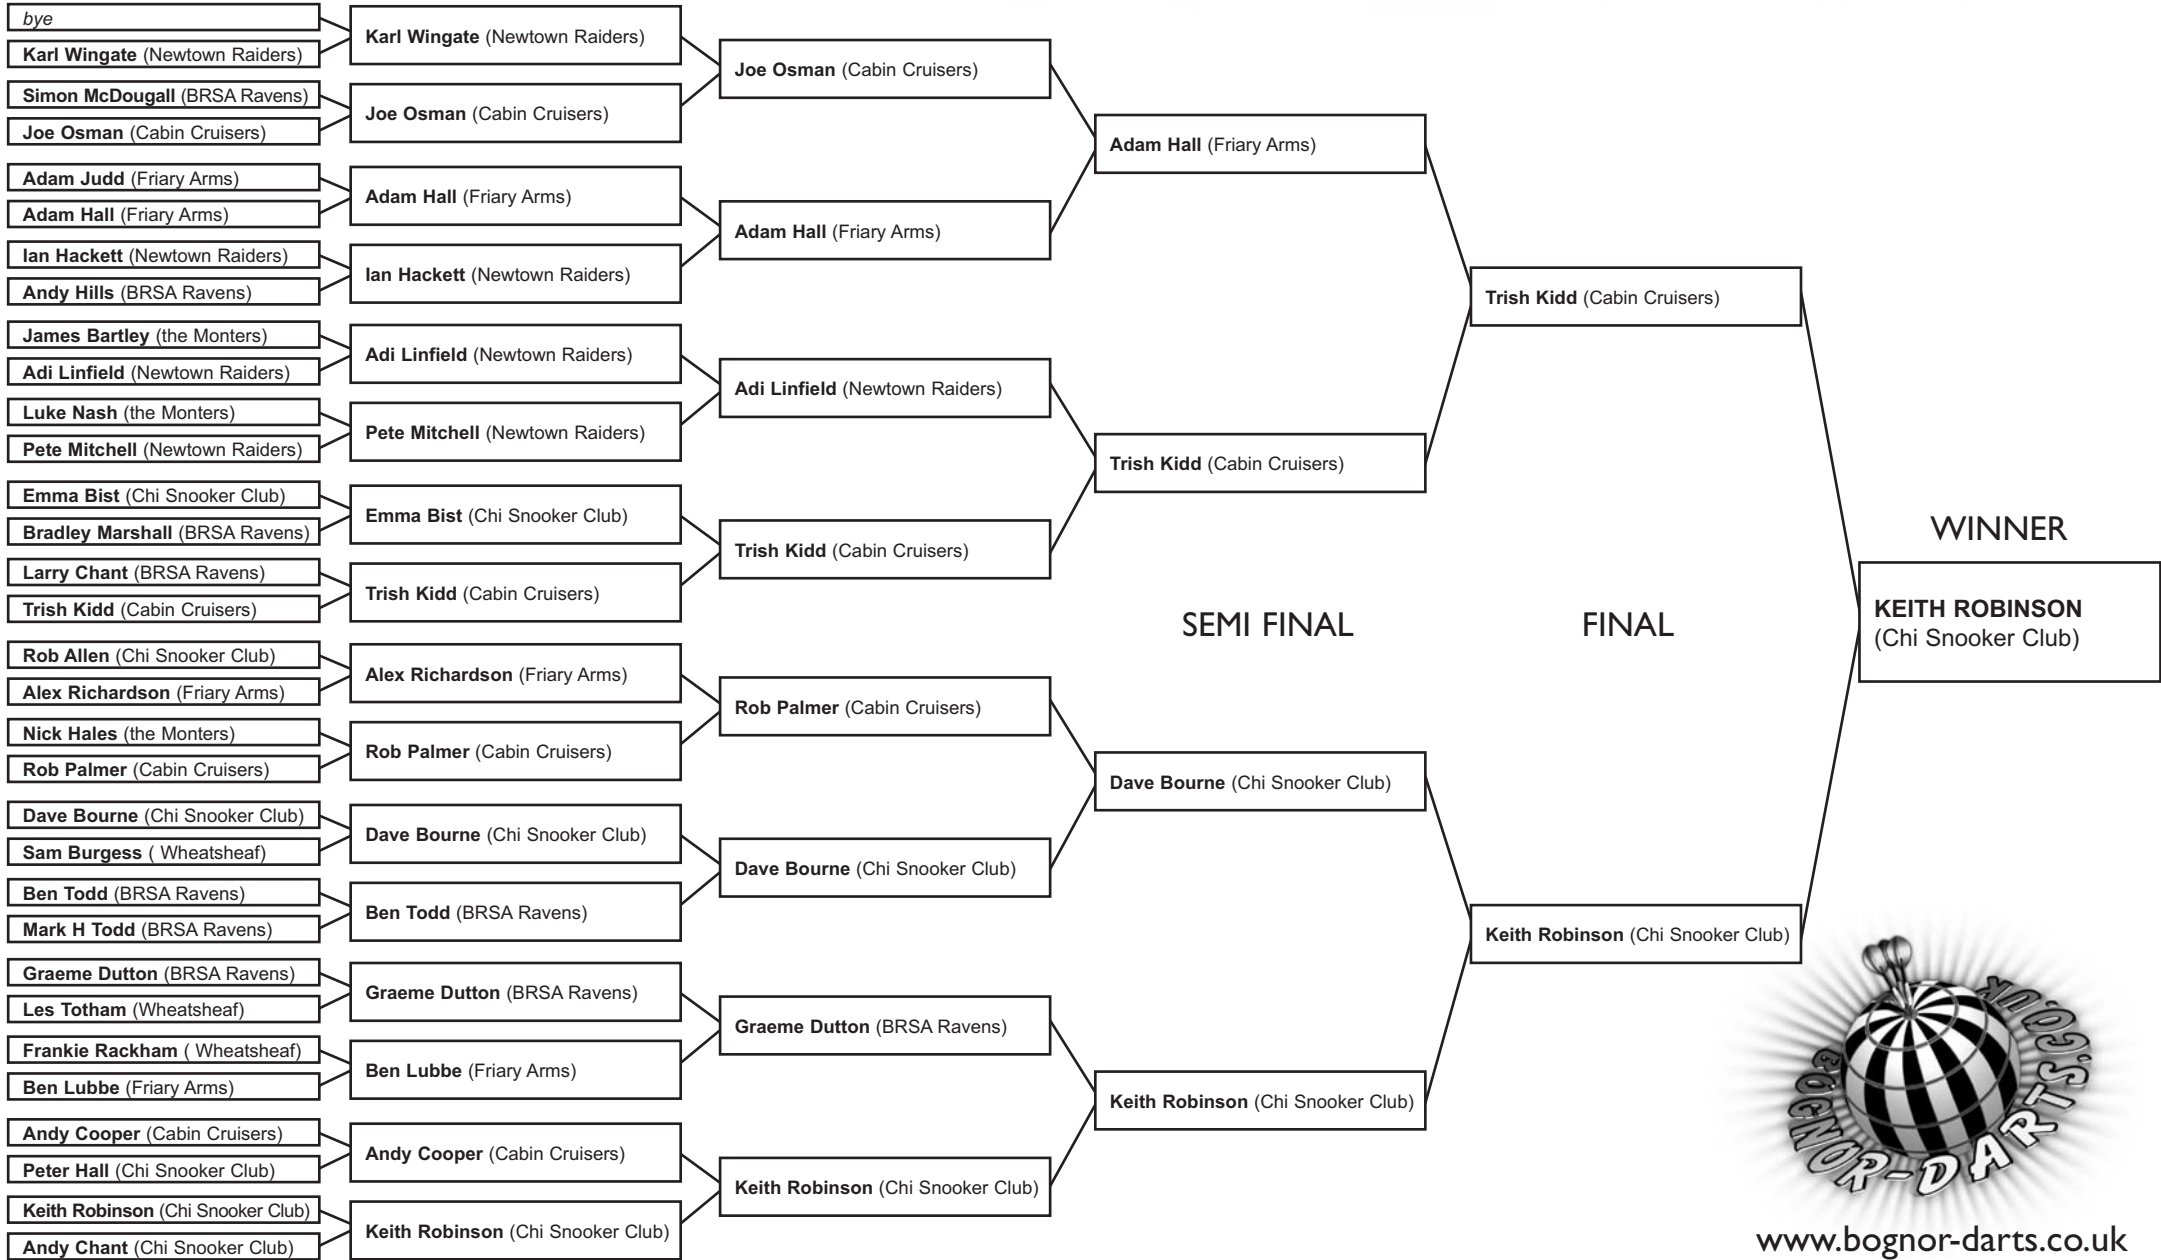 bye
Karl Wingate (Newtown Raiders)
Simon McDougall (BRSA Ravens)
Joe Osman (Cabin Cruisers)
Adam Judd (Friary Arms)
Adam Hall (Friary Arms)
Ian Hackett (Newtown Raiders)
Andy Hills (BRSA Ravens)
James Bartley (the Monters)
Adi Linfield (Newtown Raiders)
Luke Nash (the Monters)
Pete Mitchell (Newtown Raiders)
Emma Bist (Chi Snooker Club)
Bradley Marshall (BRSA Ravens)
Larry Chant (BRSA Ravens)
Trish Kidd (Cabin Cruisers)
Rob Allen (Chi Snooker Club)
Alex Richardson (Friary Arms)
Nick Hales (the Monters)
Rob Palmer (Cabin Cruisers)
Dave Bourne (Chi Snooker Club)
Sam Burgess ( Wheatsheaf)
Ben Todd (BRSA Ravens)
Mark H Todd (BRSA Ravens)
Graeme Dutton (BRSA Ravens)
Les Totham (Wheatsheaf)
Frankie Rackham ( Wheatsheaf)
Ben Lubbe (Friary Arms)
Andy Cooper (Cabin Cruisers)
Peter Hall (Chi Snooker Club)
Keith Robinson (Chi Snooker Club)
Andy Chant (Chi Snooker Club)
Karl Wingate (Newtown Raiders)
Joe Osman (Cabin Cruisers)
Adam Hall (Friary Arms)
Ian Hackett (Newtown Raiders)
Adi Linfield (Newtown Raiders)
Pete Mitchell (Newtown Raiders)
Emma Bist (Chi Snooker Club)
Trish Kidd (Cabin Cruisers)
Alex Richardson (Friary Arms)
Rob Palmer (Cabin Cruisers)
Dave Bourne (Chi Snooker Club)
Ben Todd (BRSA Ravens)
Graeme Dutton (BRSA Ravens)
Ben Lubbe (Friary Arms)
Andy Cooper (Cabin Cruisers)
Keith Robinson (Chi Snooker Club)
Joe Osman (Cabin Cruisers)
Adam Hall (Friary Arms)
Adi Linfield (Newtown Raiders)
Trish Kidd (Cabin Cruisers)
Rob Palmer (Cabin Cruisers)
Dave Bourne (Chi Snooker Club)
Graeme Dutton (BRSA Ravens)
Keith Robinson (Chi Snooker Club)
Adam Hall (Friary Arms)
Trish Kidd (Cabin Cruisers)
SEMI FINAL
Dave Bourne (Chi Snooker Club)
Keith Robinson (Chi Snooker Club)
Trish Kidd (Cabin Cruisers)
FINAL
Keith Robinson (Chi Snooker Club)
WINNER
KEITH ROBINSON
(Chi Snooker Club)
BOGNOR-DARTS.CO.UK
www.bognor-darts.co.uk